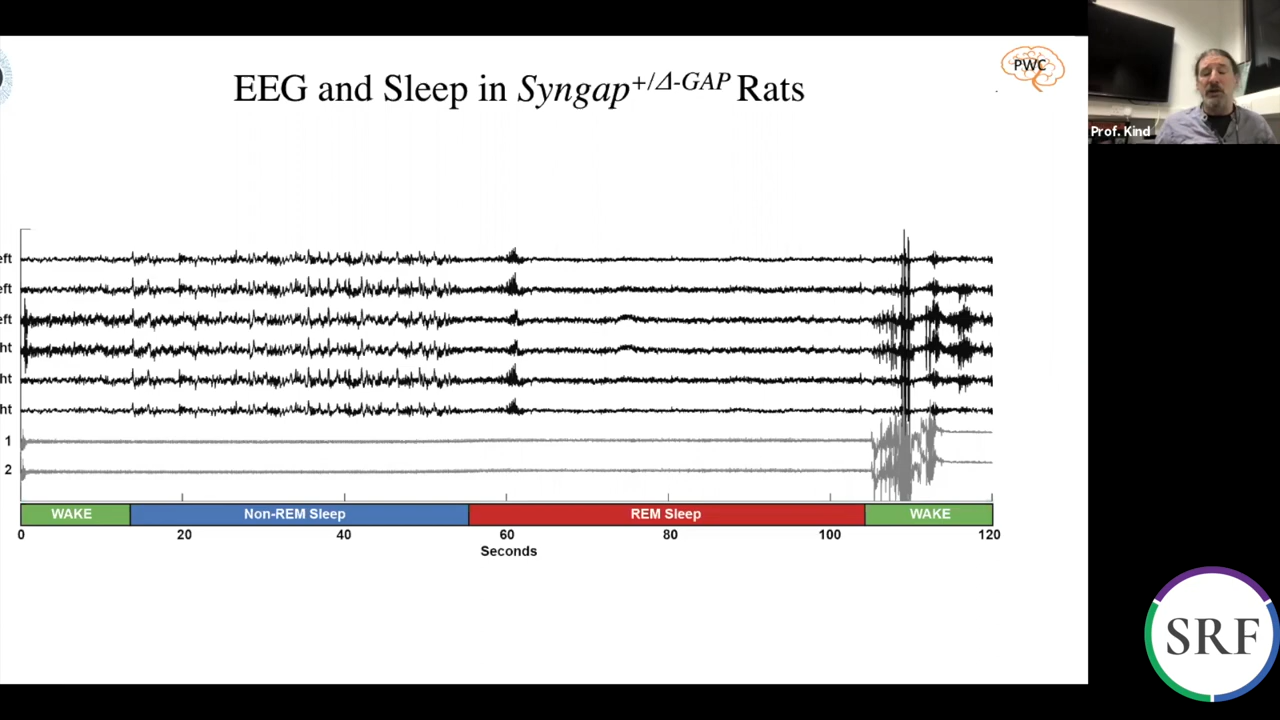 EEG and Sleep in Syngap+/Δ-GAP Rats
PWC
Prof. Kind
eft
eft
eft
ht
ht
ht
1
2
WAKE Non-REM Sleep REM Sleep WAKE
0 20 40 60 80 100 120
Seconds
SRF